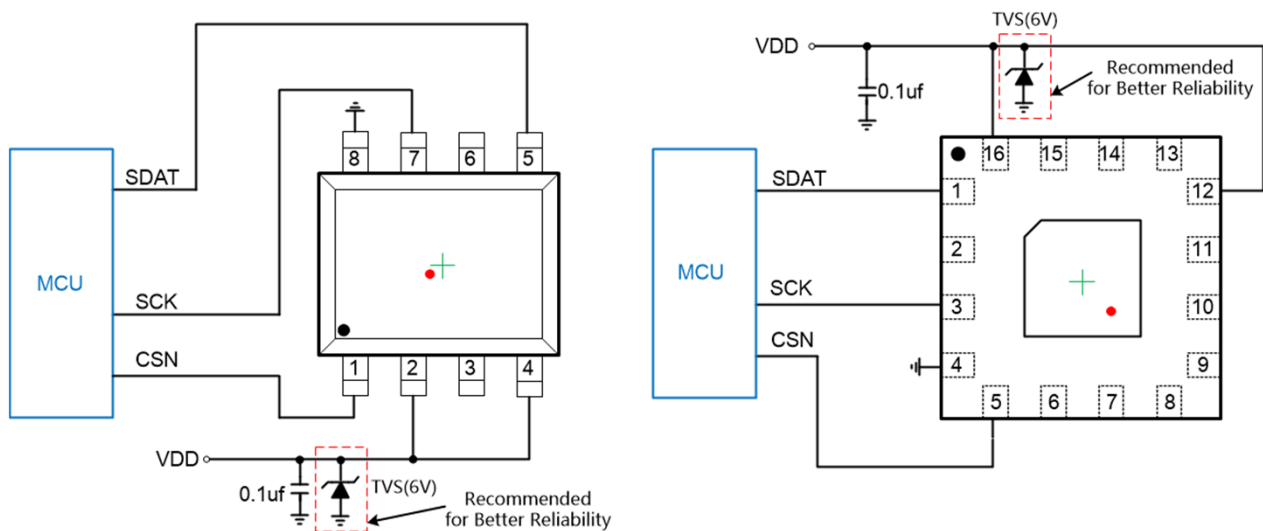 SDAT
MCU
SCK
CSN
8
7
6
5
1
2
3
4
VDD
0.1uf
TVS(6V)
Recommended
for Better Reliability
TVS(6V)
VDD
0.1uf
Recommended
for Better Reliability
SDAT
MCU
SCK
CSN
16
15
14
13
1
2
3
4
12
11
10
9
5
6
7
8